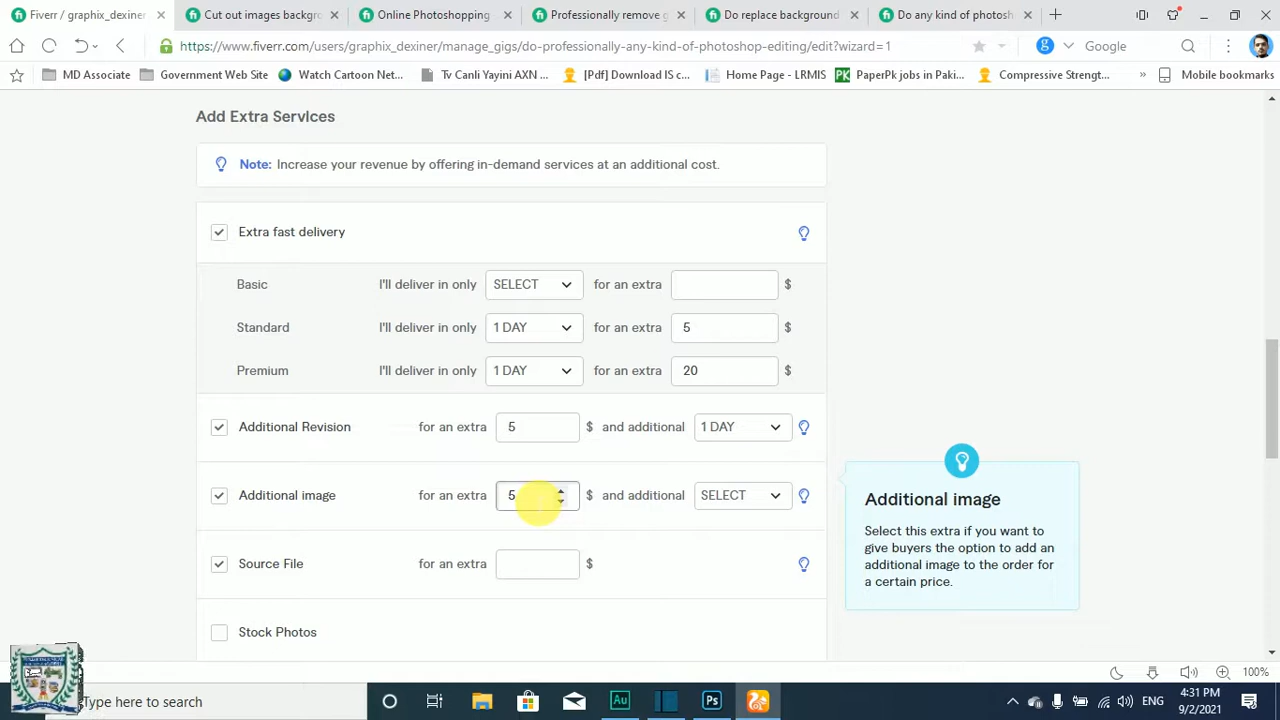 Fiverr / graphix_dexiner
Cut out images backgro
Online Photoshopping
Professionally remove g
Do replace background
Do any kind of photosh
https://www.fiverr.com/users/graphix_dexiner/manage_gigs/do-professionally-any-kind-of-photoshop-editing/edit?wizard=1
Google
MD Associate
Government Web Site
Watch Cartoon Net...
Tv Canli Yayini AXN ...
[Pdf] Download IS c...
Home Page - LRMIS
PaperPk jobs in Paki...
Compressive Strengt...
Mobile bookmarks
Add Extra Services
Note: Increase your revenue by offering in-demand services at an additional cost.
Extra fast delivery
Basic I'll deliver in only SELECT for an extra $
Standard I'll deliver in only 1 DAY for an extra 5 $
Premium I'll deliver in only 1 DAY for an extra 20 $
Additional Revision for an extra 5 $ and additional 1 DAY
Additional image for an extra 5 $ and additional SELECT
Additional image
Select this extra if you want to
give buyers the option to add an
additional image to the order for
a certain price.
Source File for an extra $
Stock Photos
100%
Type here to search
Au
Ps
ENG
4:31 PM
9/2/2021